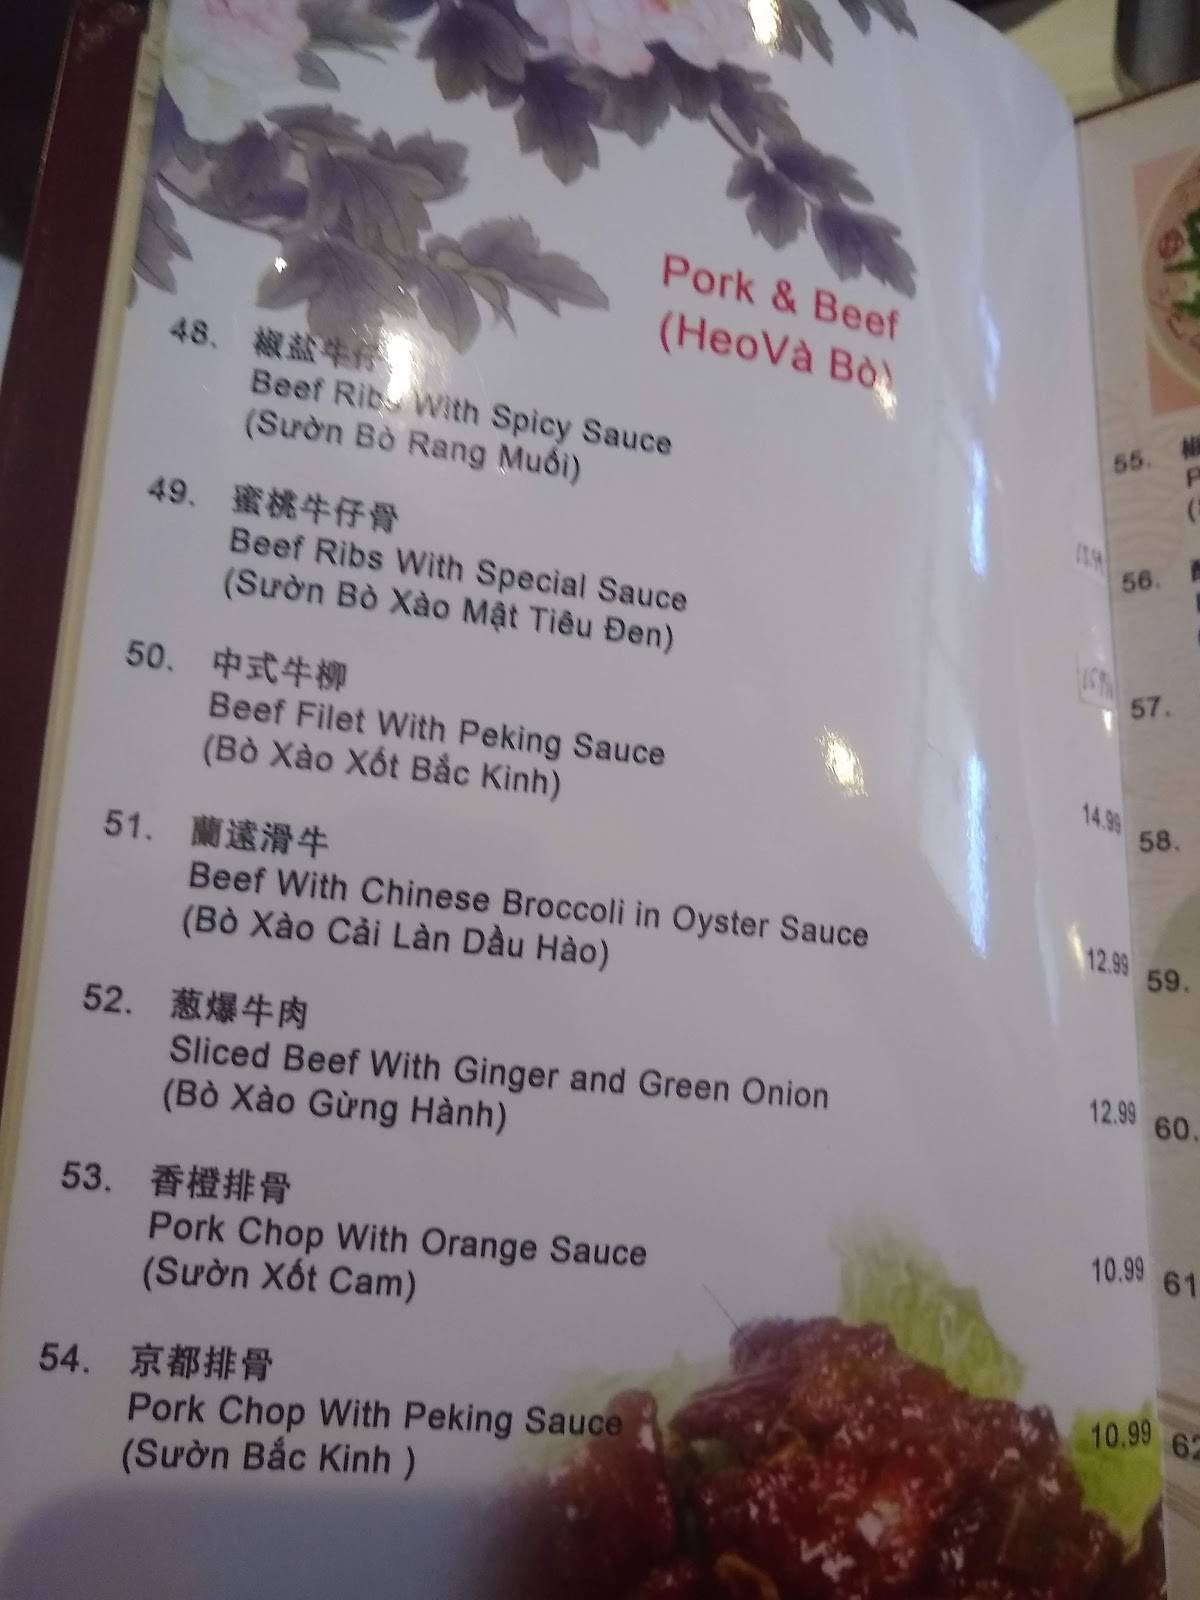 Pork & Beef
(HeoVà Bò)
48. 椒盐牛仔
Beef Ribs With Spicy Sauce
(Sườn Bò Rang Muối)
49. 蜜桃牛仔骨
Beef Ribs With Special Sauce
(Sườn Bò Xào Mật Tiêu Đen)
50. 中式牛柳
Beef Filet With Peking Sauce
(Bò Xào Xốt Bắc Kinh)
14.99
51. 蘭遠滑牛
Beef With Chinese Broccoli in Oyster Sauce
(Bò Xào Cải Làn Dầu Hào)
12.99
52. 葱爆牛肉
Sliced Beef With Ginger and Green Onion
(Bò Xào Gừng Hành)
12.99
53. 香橙排骨
Pork Chop With Orange Sauce
(Sườn Xốt Cam)
10.99
54. 京都排骨
Pork Chop With Peking Sauce
(Sườn Bắc Kinh )
10.99
55.
56.
57.
58.
59.
60.
61
62